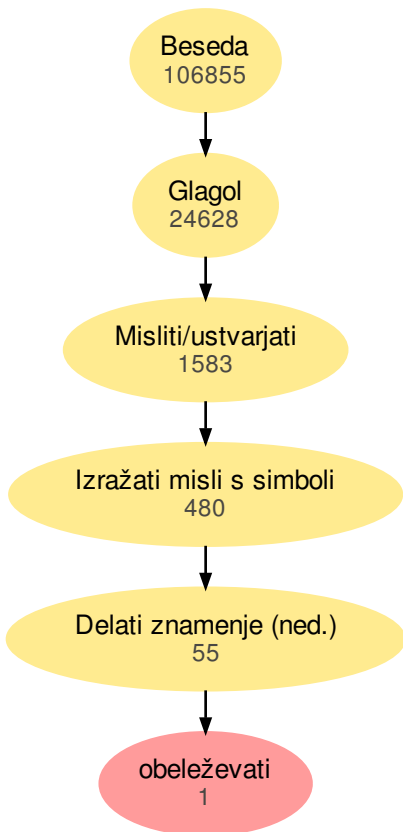 Beseda
106855
Glagol
24628
Misliti/ustvarjati
1583
Izražati misli s simboli
480
Delati znamenje (ned.)
55
obeleževati
1